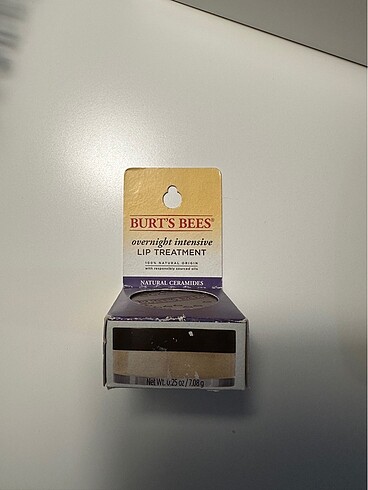 BURT'S BEES®
overnight intensive
LIP TREATMENT
100% NATURAL ORIGIN
with responsibly sourced oils
NATURAL CERAMIDES
Net Wt. 0.25 oz / 7.08 g